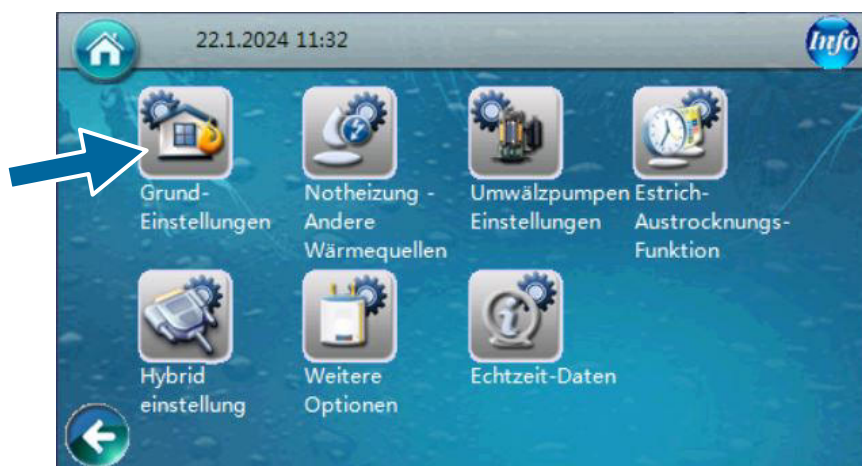 22.1.2024 11:32
Info
Grund-
Einstellungen
Notheizung -
Andere
Wärmequellen
Umwälzpumpen
Einstellungen
Estrich-
Austrocknungs-
Funktion
Hybrid
einstellung
Weitere
Optionen
Echtzeit-Daten